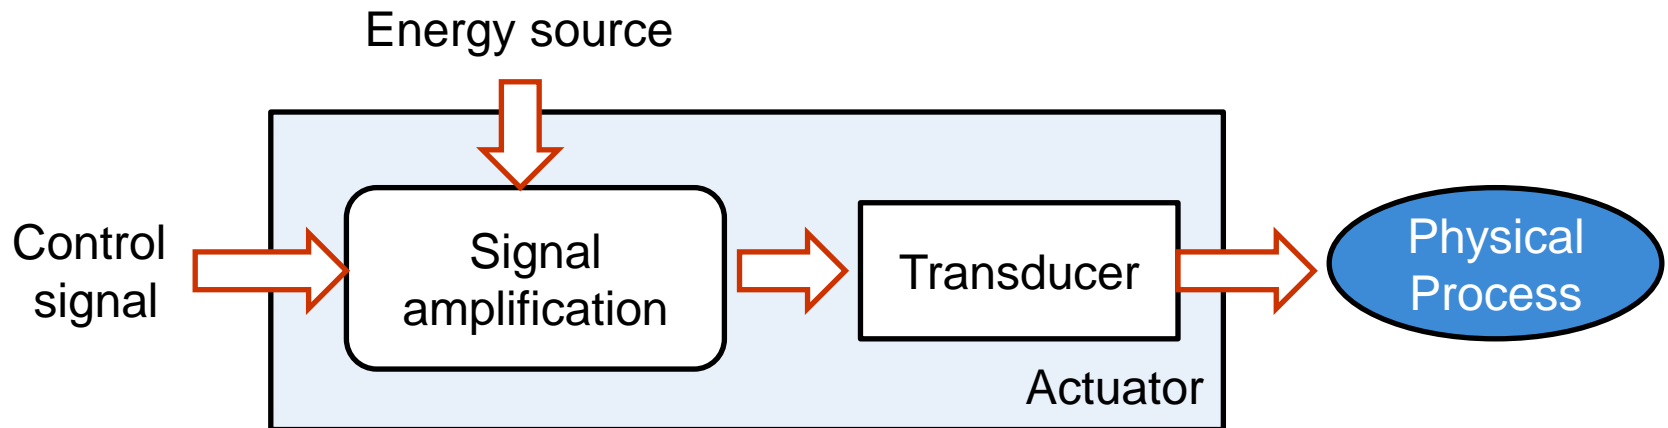 Energy source
Control
signal
Signal
amplification
Transducer
Physical
Process
Actuator